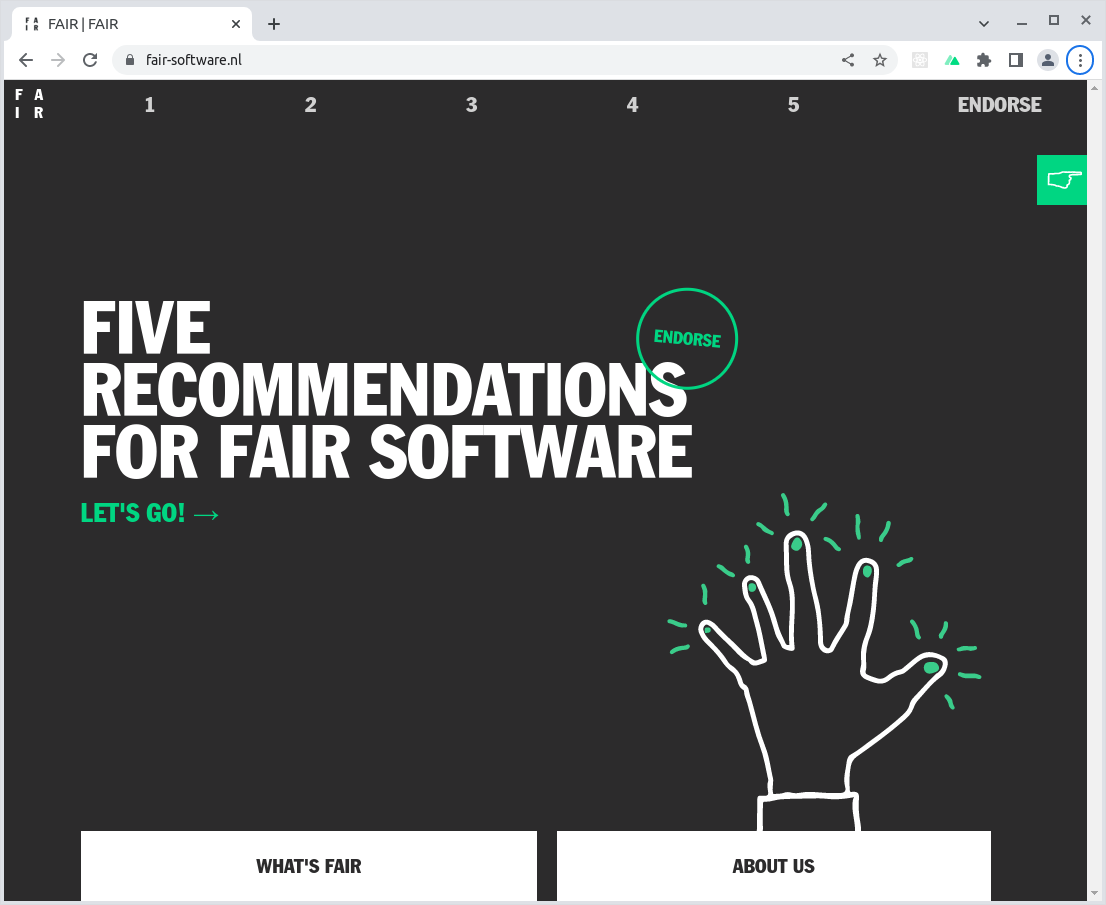 FAIR | FAIR
fair-software.nl
F A
I R
1 2 3 4 5 ENDORSE
FIVE
RECOMMENDATIONS
FOR FAIR SOFTWARE
ENDORSE
LET'S GO! →
WHAT'S FAIR
ABOUT US